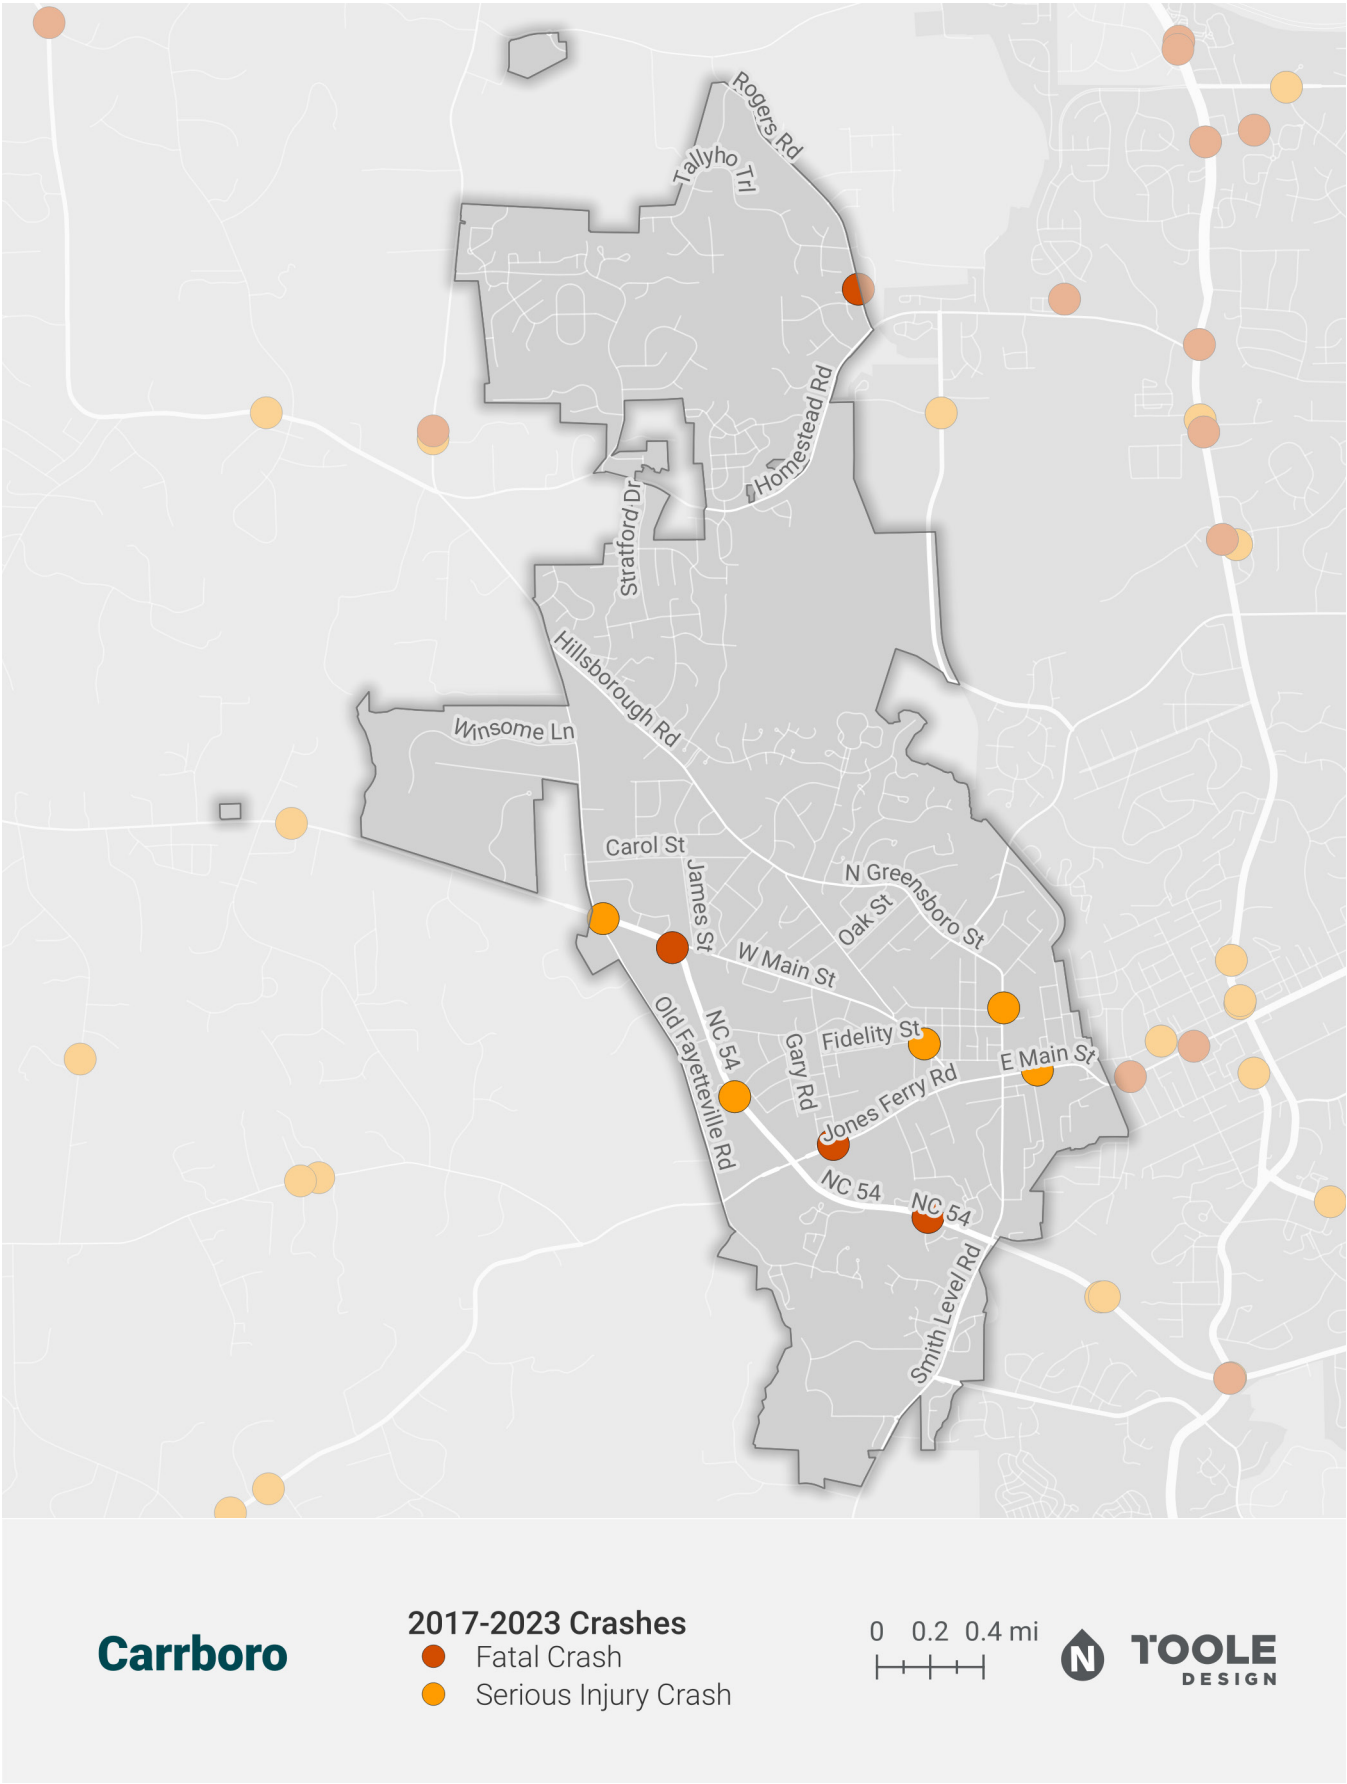 Rogers Rd
Tallyho Trl
Homestead Rd
Stratford Dr
Hillsborough Rd
Winsome Ln
Carol St
James St
N Greensboro St
Oak St
W Main St
Old Fayetteville Rd
NC 54
Gary Rd
Fidelity St
E Main St
Jones Ferry Rd
NC 54
NC 54
Smith Level Rd
Carrboro
2017-2023 Crashes
Fatal Crash
Serious Injury Crash
0 0.2 0.4 mi
N
TOOLE
DESIGN